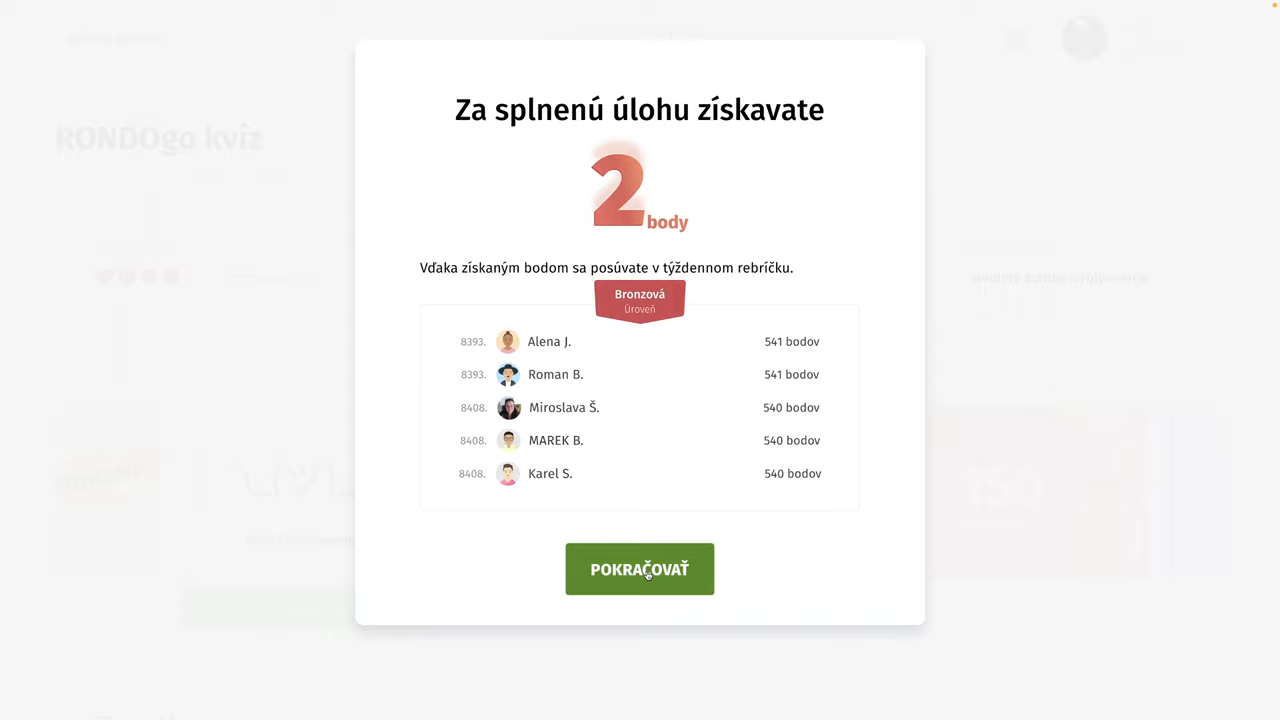 RONDOgo kvíz
Za splnenú úlohu získavate
2 body
Vďaka získaným bodom sa posúvate v týždennom rebríčku.
Bronzová
Úroveň
8393. Alena J. 541 bodov
8393. Roman B. 541 bodov
8408. Miroslava Š. 540 bodov
8408. MAREK B. 540 bodov
8408. Karel S. 540 bodov
POKRAČOVAŤ